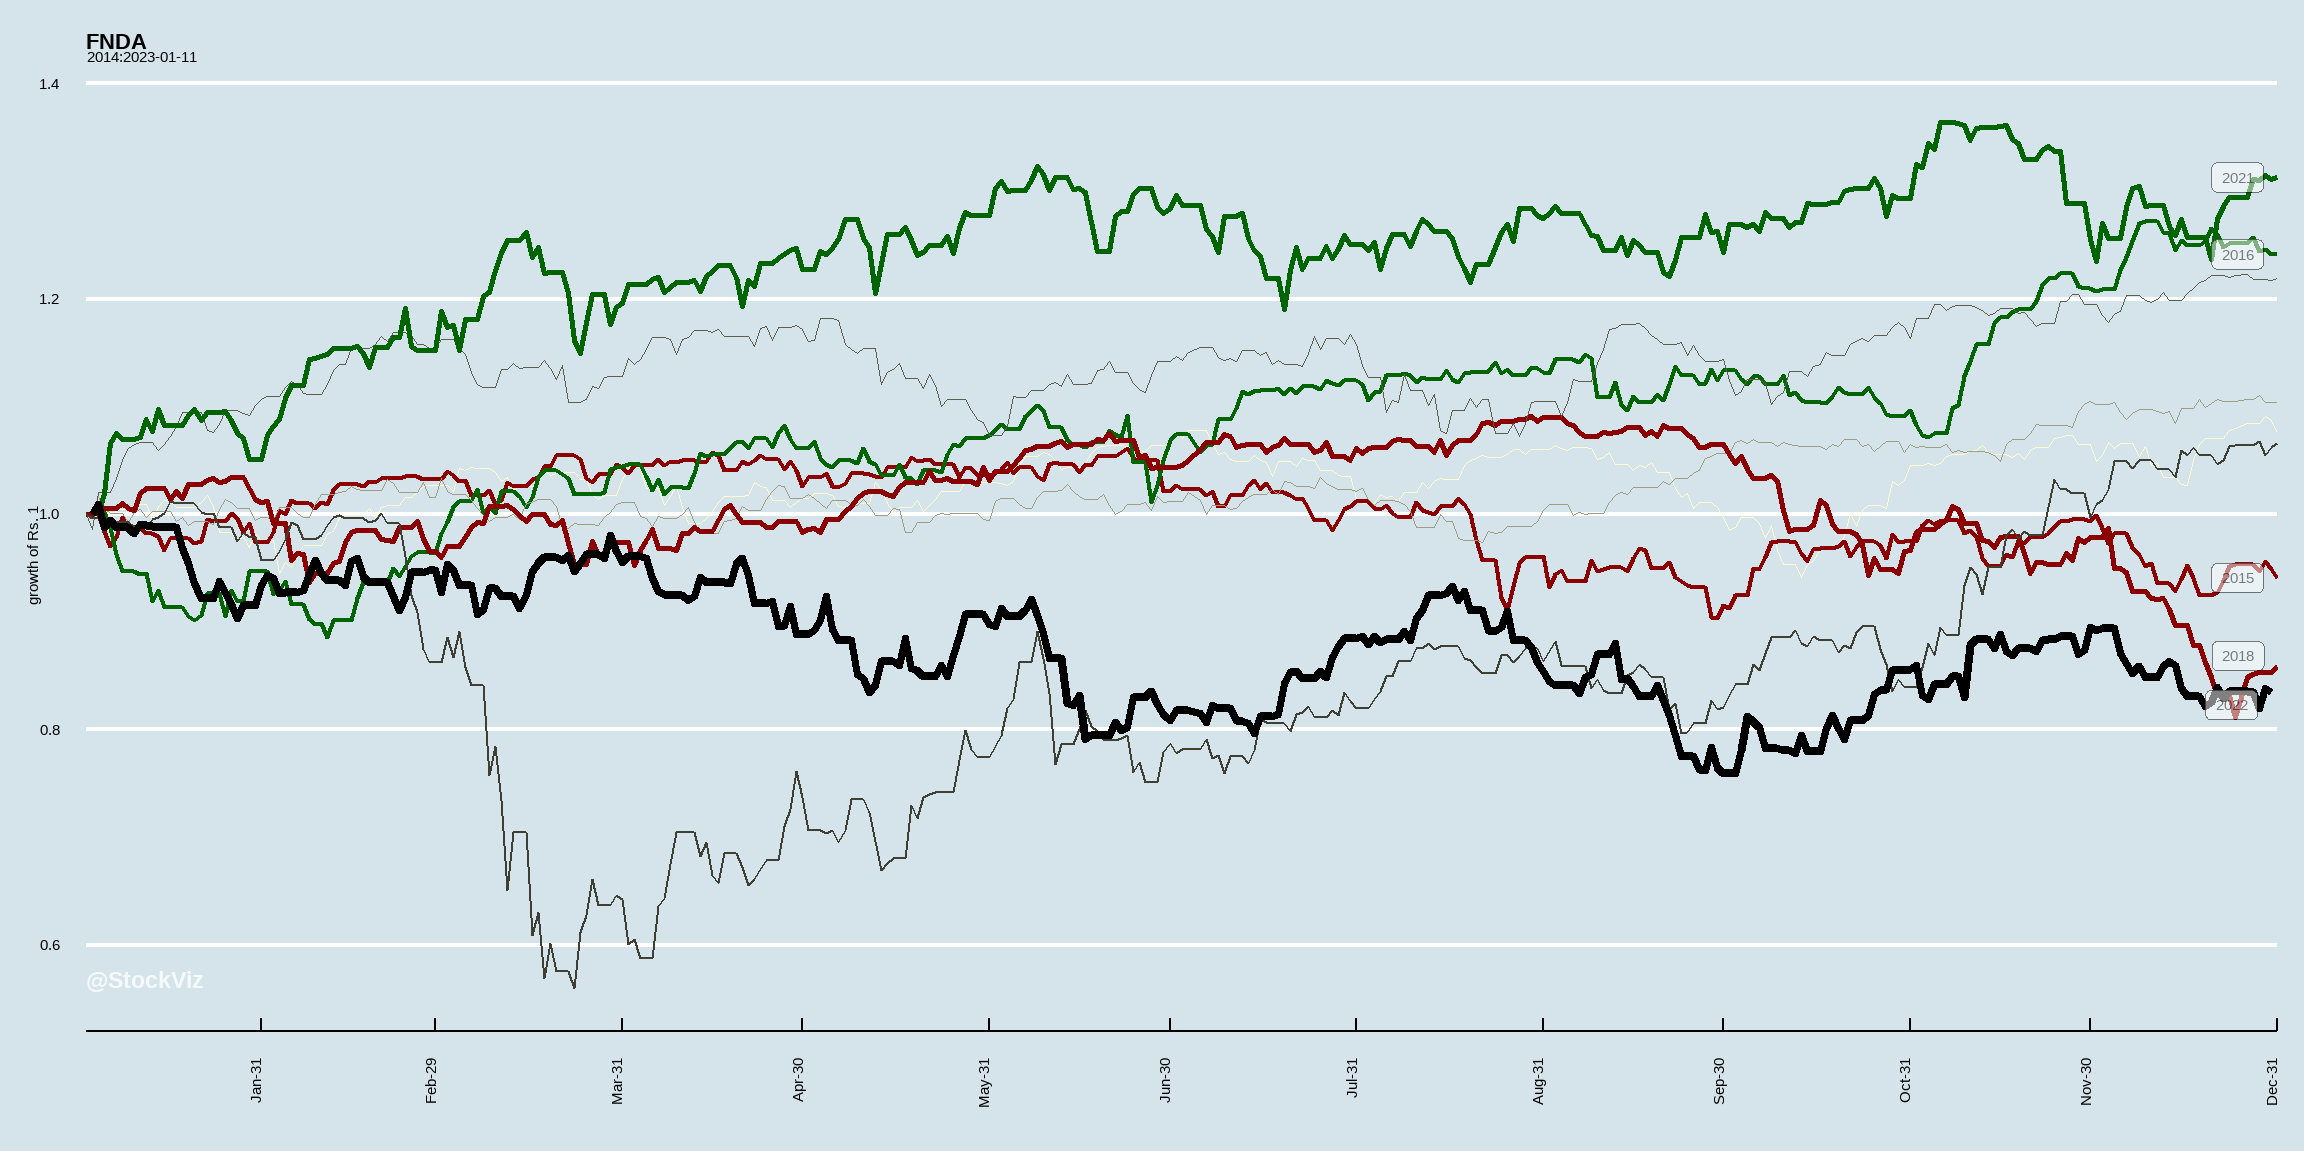 FNDA
2014:2023-01-11
1.4
1.2
1.0
0.8
0.6
growth of Rs. 1
2021
2016
2015
2018
2022
@StockViz
Jan-31
Feb-29
Mar-31
Apr-30
May-31
Jun-30
Jul-31
Aug-31
Sep-30
Oct-31
Nov-30
Dec-31